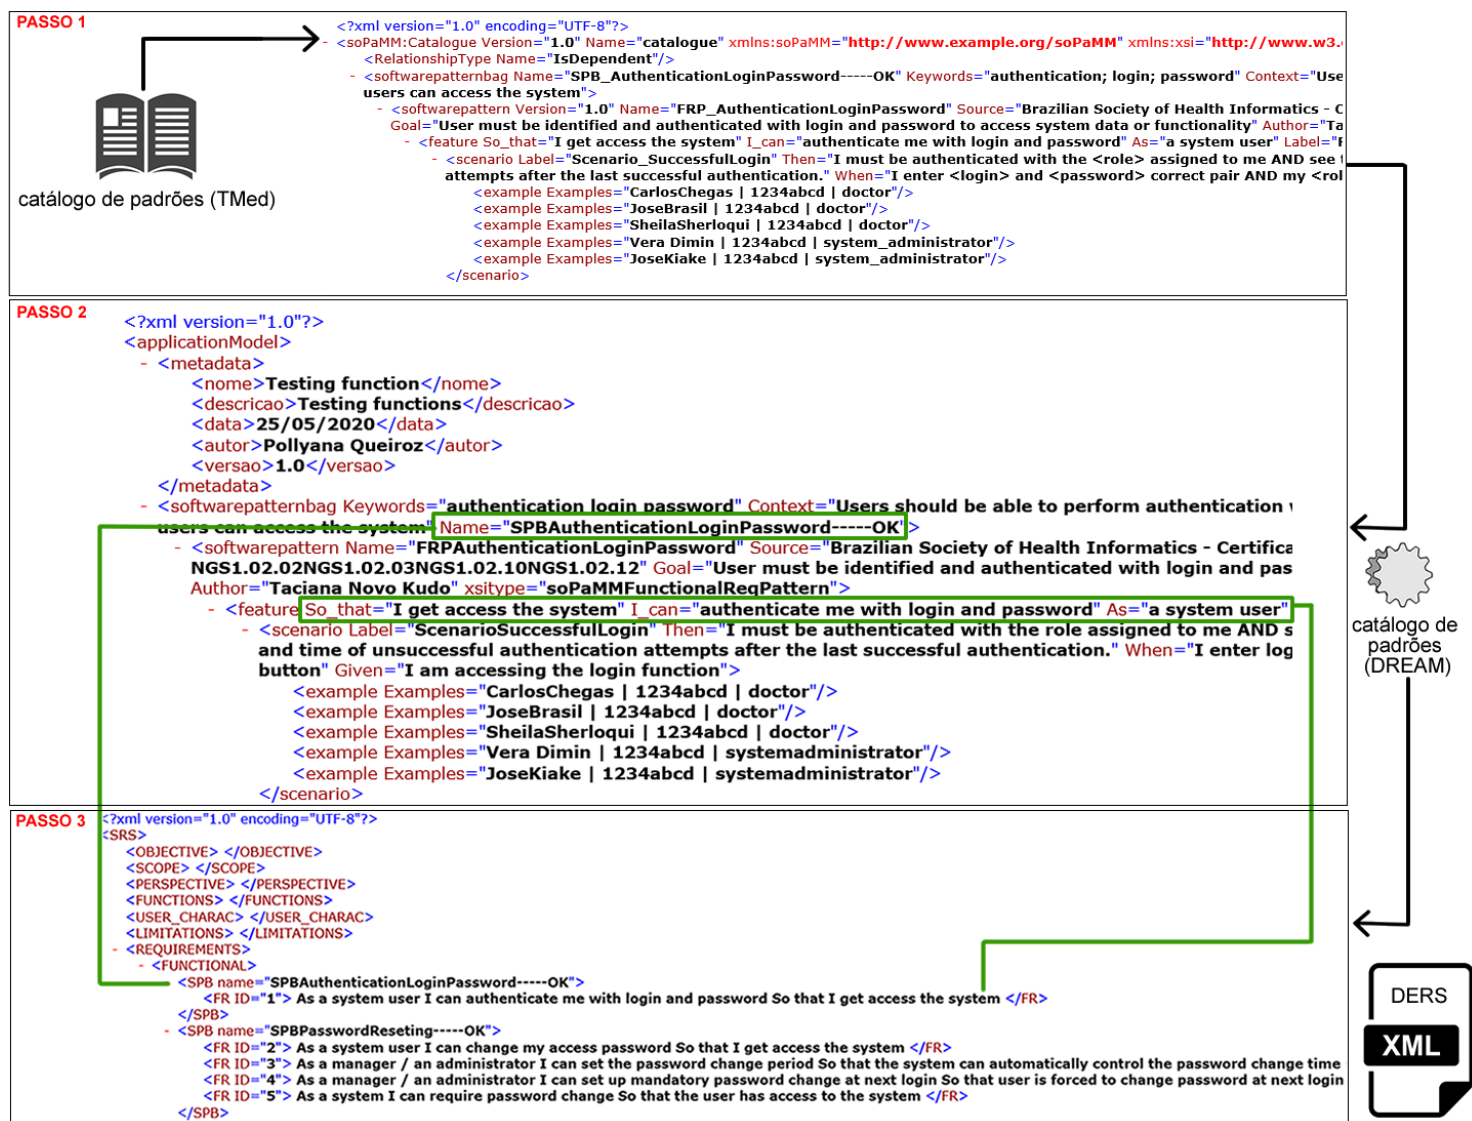 PASSO 1
<?xml version="1.0" encoding="UTF-8"?>
- <soPaMM:Catalogue Version="1.0" Name="catalogue" xmlns:soPaMM="http://www.example.org/soPaMM" xmlns:xsi="http://www.w3.
<RelationshipType Name="IsDependent"/>
- <softwarepatternbag Name="SPB_AuthenticationLoginPassword-----OK" Keywords="authentication; login; password" Context="Use
users can access the system">
- <softwarepattern Version="1.0" Name="FRP_AuthenticationLoginPassword" Source="Brazilian Society of Health Informatics - C
Goal="User must be identified and authenticated with login and password to access system data or functionality" Author="Ta
- <feature So_that="I get access the system" I_can="authenticate me with login and password" As="a system user" Label="F
- <scenario Label="Scenario_SuccessfulLogin" Then="I must be authenticated with the <role> assigned to me AND see t
attempts after the last successful authentication." When="I enter <login> and <password> correct pair AND my <rol
<example Examples="CarlosChegas | 1234abcd | doctor"/>
<example Examples="JoseBrasil | 1234abcd | doctor"/>
<example Examples="SheilaSherloqui | 1234abcd | doctor"/>
<example Examples="Vera Dimin | 1234abcd | system_administrator"/>
<example Examples="JoseKiake | 1234abcd | system_administrator"/>
</scenario>
catálogo de padrões (TMed)
PASSO 2
<?xml version="1.0"?>
<applicationModel>
- <metadata>
<nome>Testing function</nome>
<descricao>Testing functions</descricao>
<data>25/05/2020</data>
<autor>Pollyana Queiroz</autor>
<versao>1.0</versao>
</metadata>
- <softwarepatternbag Keywords="authentication login password" Context="Users should be able to perform authentication
users can access the system" Name="SPBAuthenticationLoginPassword-----OK">
- <softwarepattern Name="FRPAuthenticationLoginPassword" Source="Brazilian Society of Health Informatics - Certifica
NGS1.02.02NGS1.02.03NGS1.02.10NGS1.02.12" Goal="User must be identified and authenticated with login and pas
Author="Taciana Novo Kudo" xsitype="soPaMMFunctionalReqPattern">
- <feature So_that="I get access the system" I_can="authenticate me with login and password" As="a system user"
- <scenario Label="ScenarioSuccessfulLogin" Then="I must be authenticated with the role assigned to me AND s
and time of unsuccessful authentication attempts after the last successful authentication." When="I enter log
button" Given="I am accessing the login function">
<example Examples="CarlosChegas | 1234abcd | doctor"/>
<example Examples="JoseBrasil | 1234abcd | doctor"/>
<example Examples="SheilaSherloqui | 1234abcd | doctor"/>
<example Examples="Vera Dimin | 1234abcd | systemadministrator"/>
<example Examples="JoseKiake | 1234abcd | systemadministrator"/>
</scenario>
catálogo de
padrões
(DREAM)
PASSO 3
<?xml version="1.0" encoding="UTF-8"?>
<SRS>
<OBJECTIVE> </OBJECTIVE>
<SCOPE> </SCOPE>
<PERSPECTIVE> </PERSPECTIVE>
<FUNCTIONS> </FUNCTIONS>
<USER_CHARAC> </USER_CHARAC>
<LIMITATIONS> </LIMITATIONS>
- <REQUIREMENTS>
- <FUNCTIONAL>
<SPB name="SPBAuthenticationLoginPassword-----OK">
<FR ID="1"> As a system user I can authenticate me with login and password So that I get access the system </FR>
</SPB>
- <SPB name="SPBPasswordReseting-----OK">
<FR ID="2"> As a system user I can change my access password So that I get access the system </FR>
<FR ID="3"> As a manager / an administrator I can set the password change period So that the system can automatically control the password change time
<FR ID="4"> As a manager / an administrator I can set up mandatory password change at next login So that user is forced to change password at next login
<FR ID="5"> As a system I can require password change So that the user has access to the system </FR>
</SPB>
DERS
XML